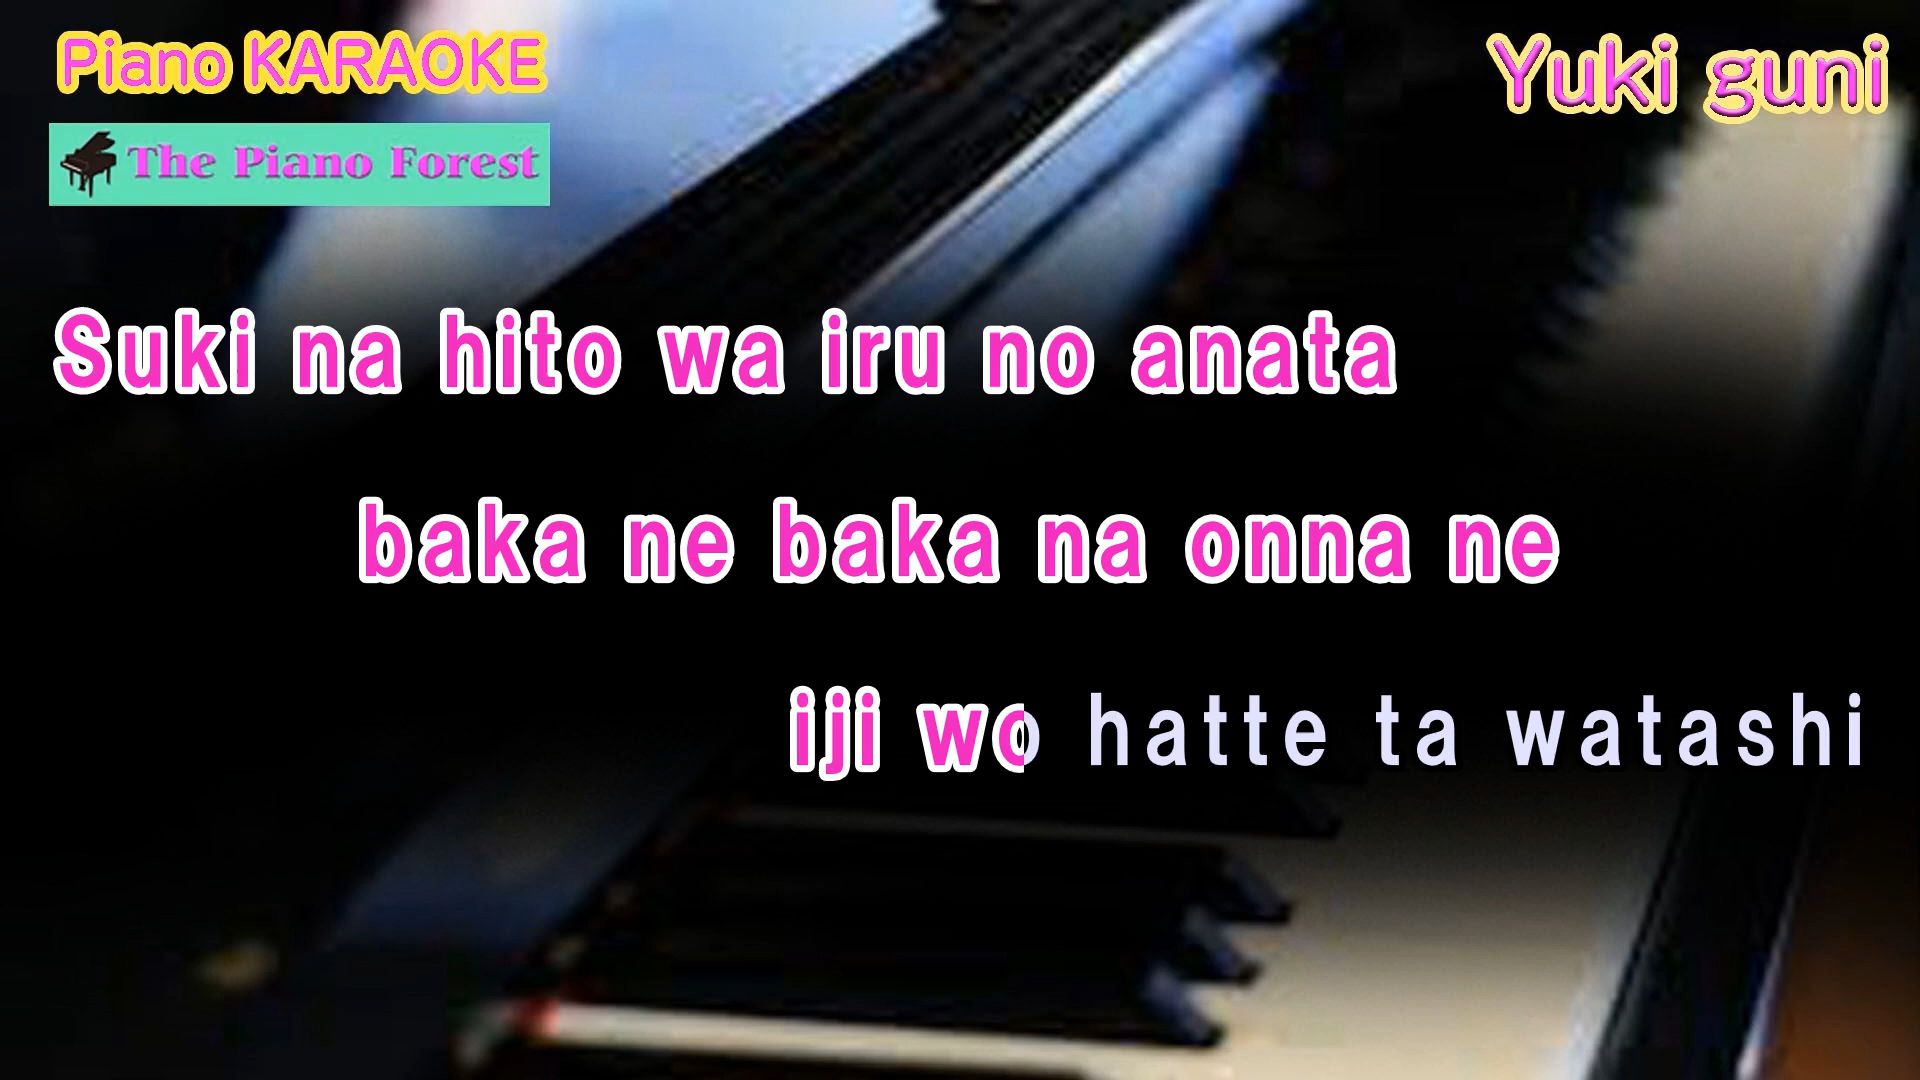 Piano KARAOKE
Yuki guni
The Piano Forest
Suki na hito wa iru no anata
baka ne baka na onna ne
iji wo hatte ta watashi